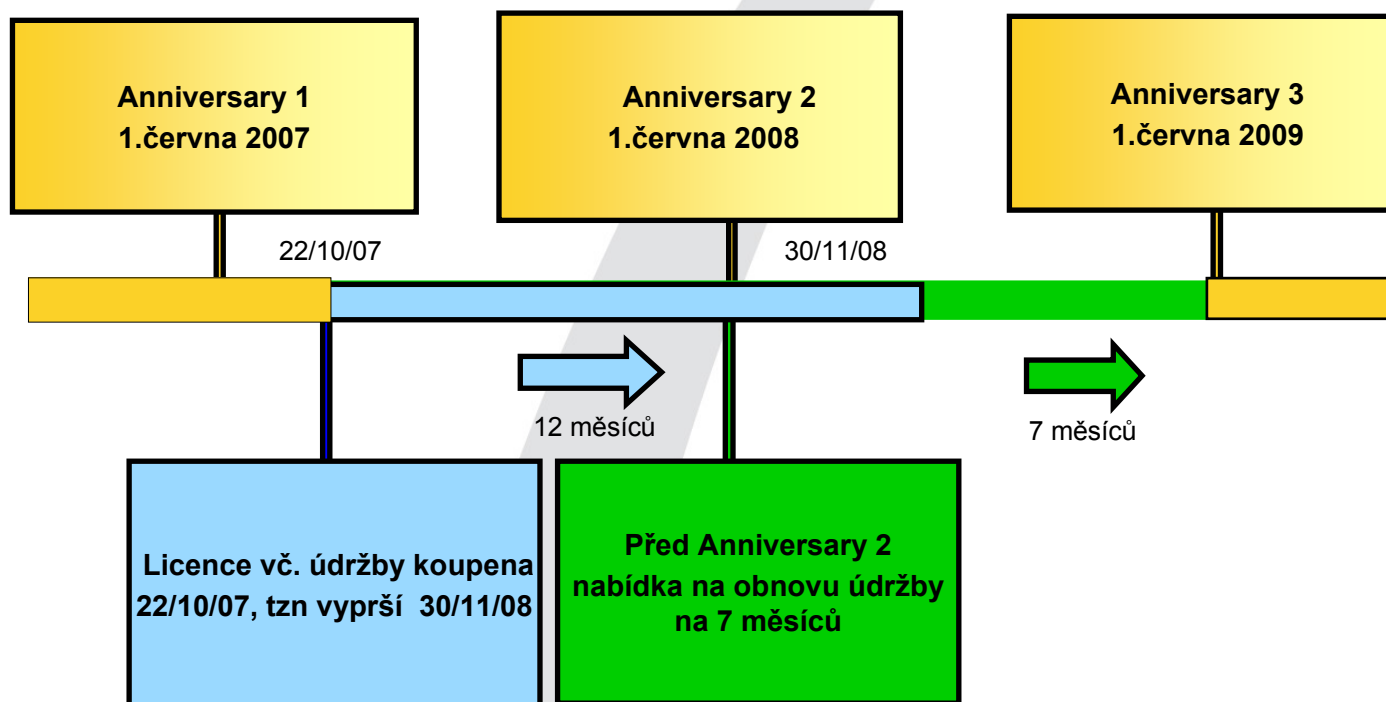 Anniversary 1
1.června 2007
Anniversary 2
1.června 2008
Anniversary 3
1.června 2009
22/10/07
30/11/08
12 měsíců
7 měsíců
Licence vč. údržby koupena
22/10/07, tzn vyprší 30/11/08
Před Anniversary 2
nabídka na obnovu údržby
na 7 měsíců